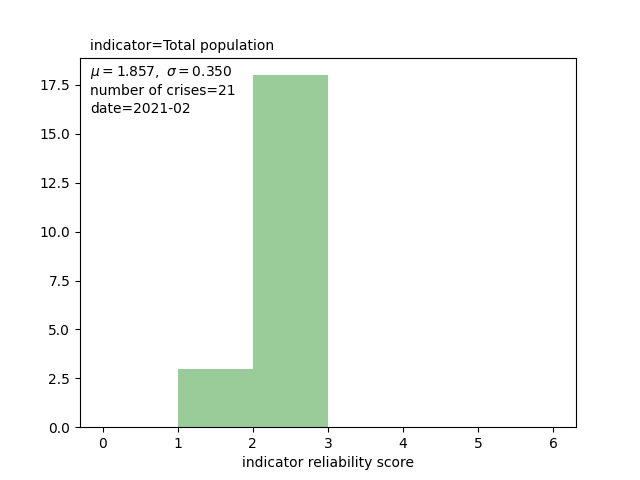 indicator=Total population
μ = 1.857, σ = 0.350
number of crises=21
date=2021-02
17.5
15.0
12.5
10.0
7.5
5.0
2.5
0.0
0 1 2 3 4 5 6
indicator reliability score